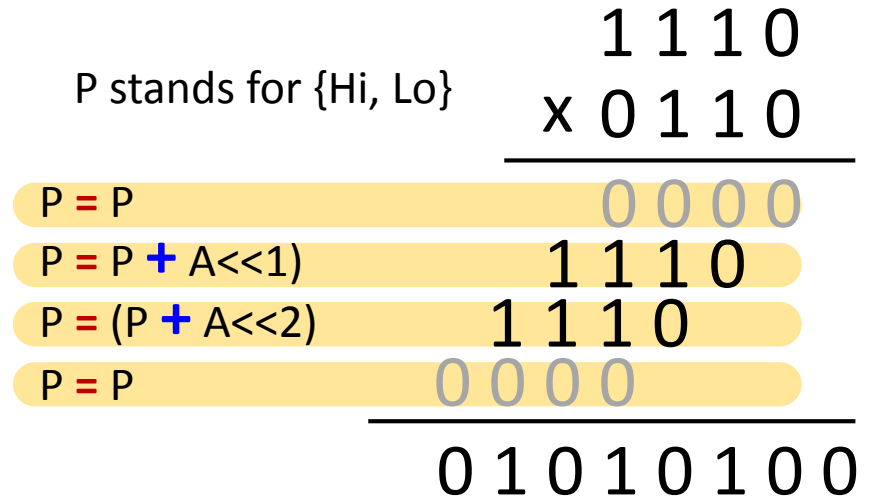 1 1 1 0
P stands for {Hi, Lo}
x 0 1 1 0
P = P 0 0 0 0
P = P + A<<1) 1 1 1 0
P = (P + A<<2) 1 1 1 0
P = P 0 0 0 0
0 1 0 1 0 1 0 0